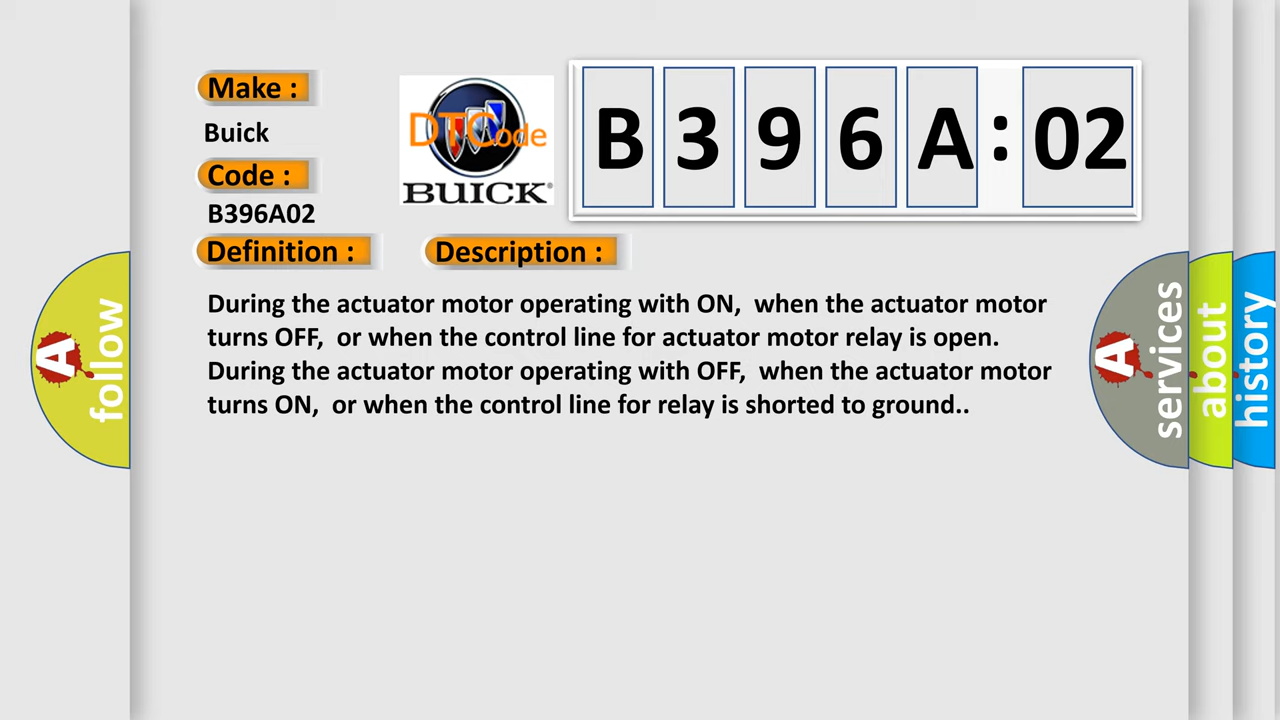 Make :
Buick
Code :
B396A02
DTCode
BUICK®
B 3 9 6 A : 02
Definition :
Description :
During the actuator motor operating with ON, when the actuator motor
turns OFF, or when the control line for actuator motor relay is open.
During the actuator motor operating with OFF, when the actuator motor
turns ON, or when the control line for relay is shorted to ground..
A follow
A services
about
history